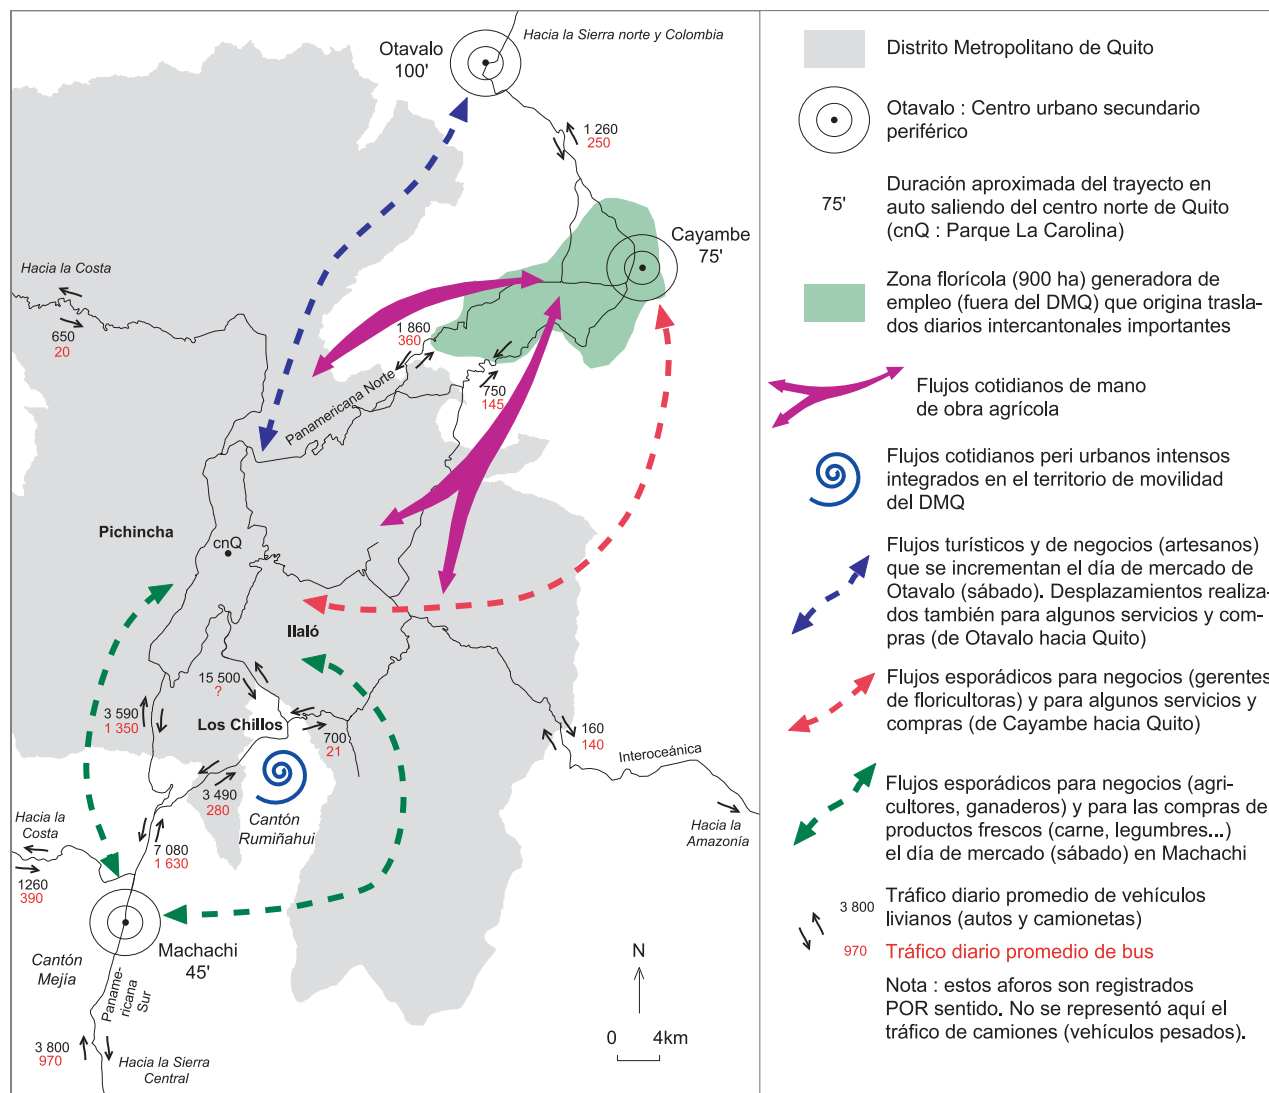 Hacia la Sierra norte y Colombia
Otavalo
100'
1 260
250
Cayambe
75'
Hacia la Costa
650
20
1 860
360
Panamericana Norte
750
145
Pichincha
cnQ
Ilaló
15 500
?
3 590
1 350
Los Chillos
700
21
160
140
Interoceánica
3 490
280
Cantón
Rumiñahui
Hacia la
Amazonía
Hacia la
Costa
7 080
1 630
1260
390
Machachi
45'
Cantón
Mejía
Paname-
ricana
Sur
N
0 4km
3 800
970
Hacia la Sierra
Central
Distrito Metropolitano de Quito
Otavalo : Centro urbano secundario
periférico
75'
Duración aproximada del trayecto en
auto saliendo del centro norte de Quito
(cnQ : Parque La Carolina)
Zona florícola (900 ha) generadora de
empleo (fuera del DMQ) que origina trasla-
dos diarios intercantonales importantes
Flujos cotidianos de mano
de obra agrícola
Flujos cotidianos peri urbanos intensos
integrados en el territorio de movilidad
del DMQ
Flujos turísticos y de negocios (artesanos)
que se incrementan el día de mercado de
Otavalo (sábado). Desplazamientos realiza-
dos también para algunos servicios y com-
pras (de Otavalo hacia Quito)
Flujos esporádicos para negocios (gerentes
de floricultoras) y para algunos servicios y
compras (de Cayambe hacia Quito)
Flujos esporádicos para negocios (agri-
cultores, ganaderos) y para las compras de
productos frescos (carne, legumbres...)
el día de mercado (sábado) en Machachi
3 800
Tráfico diario promedio de vehículos
livianos (autos y camionetas)
970 Tráfico diario promedio de bus
Nota : estos aforos son registrados
POR sentido. No se representó aquí el
tráfico de camiones (vehículos pesados).